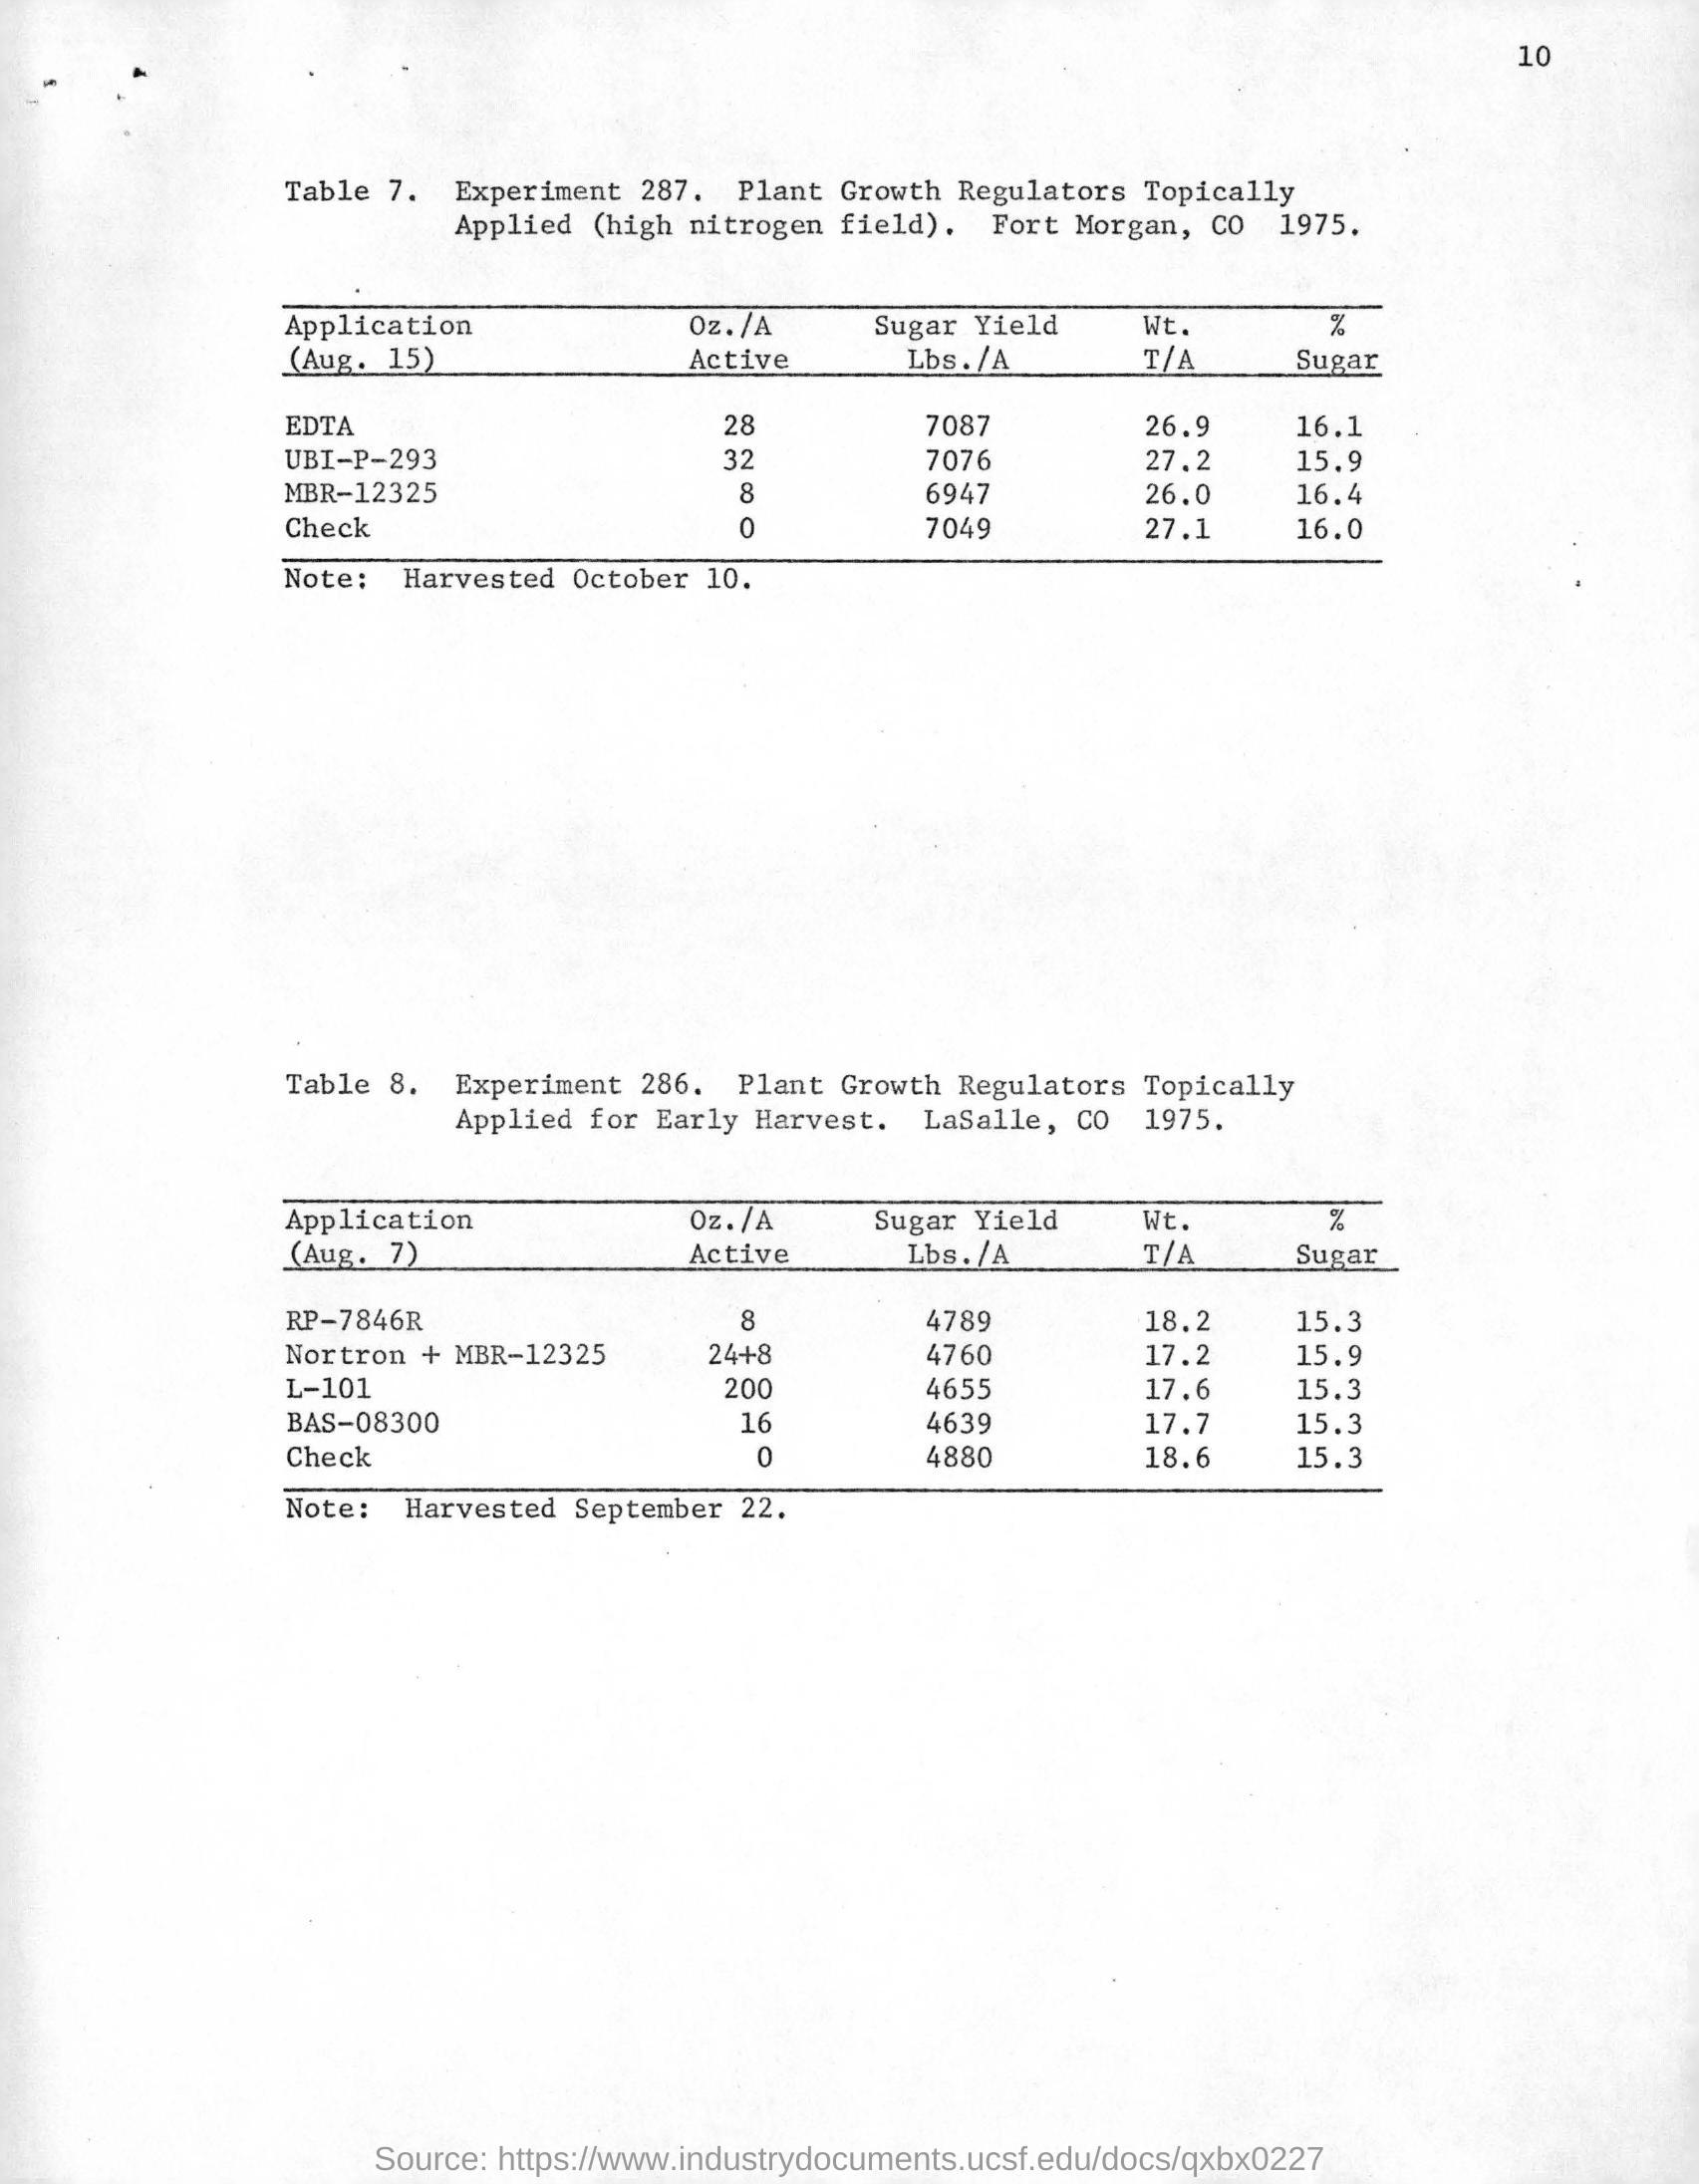 10
Table 7. Experiment 287. Plant Growth Regulators Topically
Applied (high nitrogen field). Fort Morgan, CO 1975.
Application Oz./A Sugar Yield Wt. %
(Aug. 15) Active Lbs./A T/A Sugar
EDTA 28 7087 26.9 16.1
UBI-P-293 32 7076 27.2 15.9
MBR-12325 8 6947 26.0 16.4
Check 0 7049 27.1 16.0
Note: Harvested October 10.
Table 8. Experiment 286. Plant Growth Regulators Topically
Applied for Early Harvest. LaSalle, CO 1975.
Application Oz./A Sugar Yield Wt. %
(Aug. 7) Active Lbs./A T/A Sugar
RP-7846R 8 4789 18.2 15.3
Nortron + MBR-12325 24+8 4760 17.2 15.9
L-101 200 4655 17.6 15.3
BAS-08300 16 4639 17.7 15.3
Check 0 4880 18.6 15.3
Note: Harvested September 22.
Source: https://www.industrydocuments.ucsf.edu/docs/qxbx0227